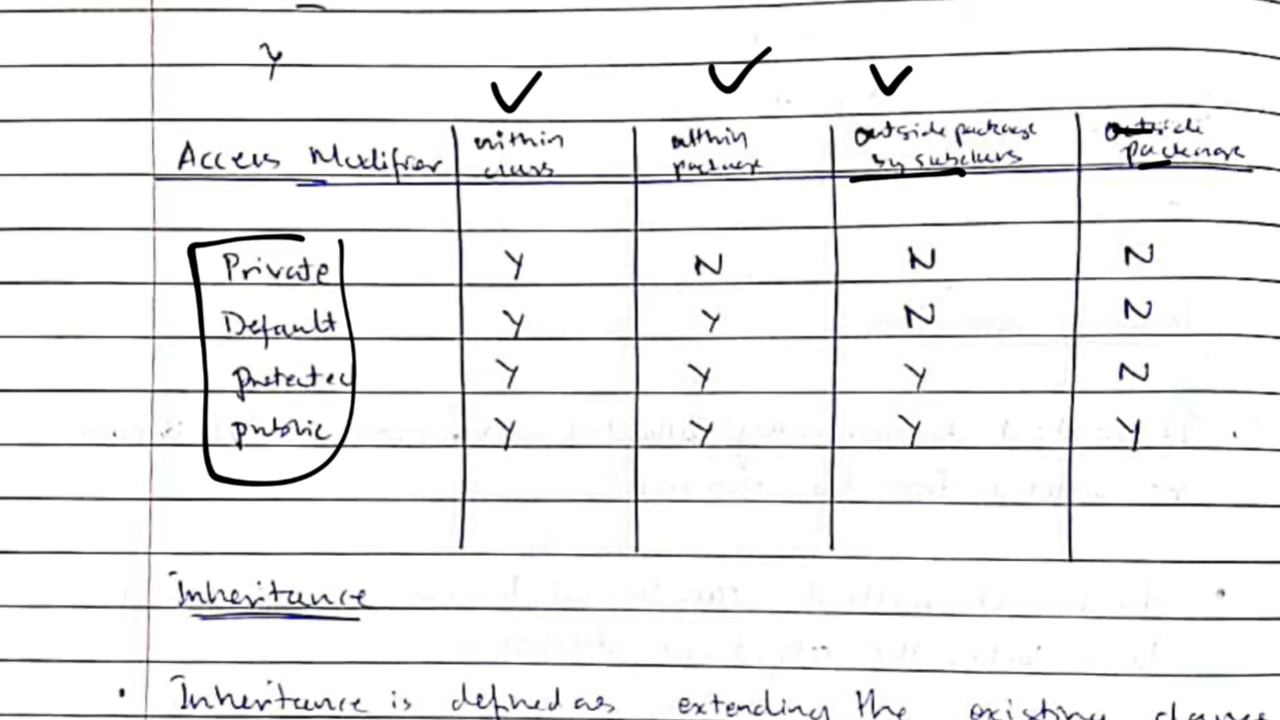 }
Access Modifier within class within package outside package by subclass outside package
Private Y N N N
Default Y Y N N
protected Y Y Y N
public Y Y Y Y
Inheritance
• Inheritance is defined as extending the existing